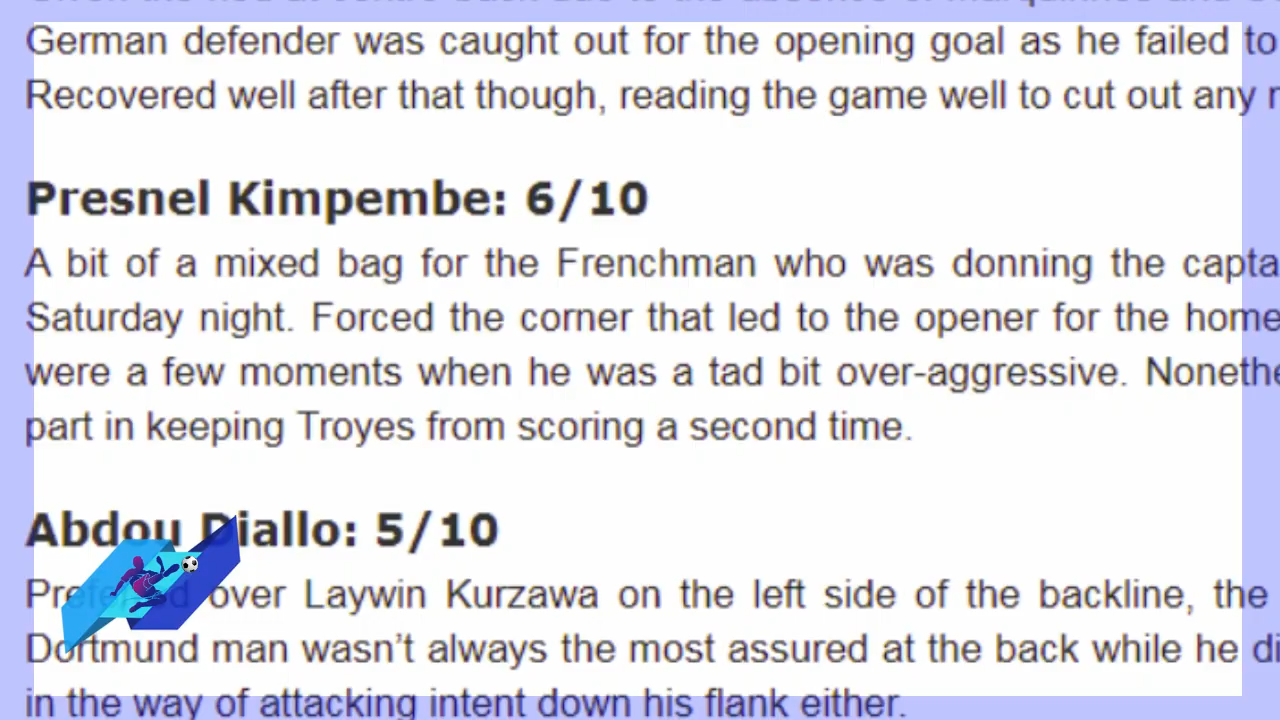 German defender was caught out for the opening goal as he failed to
Recovered well after that though, reading the game well to cut out any
Presnel Kimpembe: 6/10
A bit of a mixed bag for the Frenchman who was donning the
Saturday night. Forced the corner that led to the opener for the home
were a few moments when he was a tad bit over-aggressive.
part in keeping Troyes from scoring a second time.
Abdou Diallo: 5/10
Preferred over Laywin Kurzawa on the left side of the backline, the
Dortmund man wasn’t always the most assured at the back while he
in the way of attacking intent down his flank either.